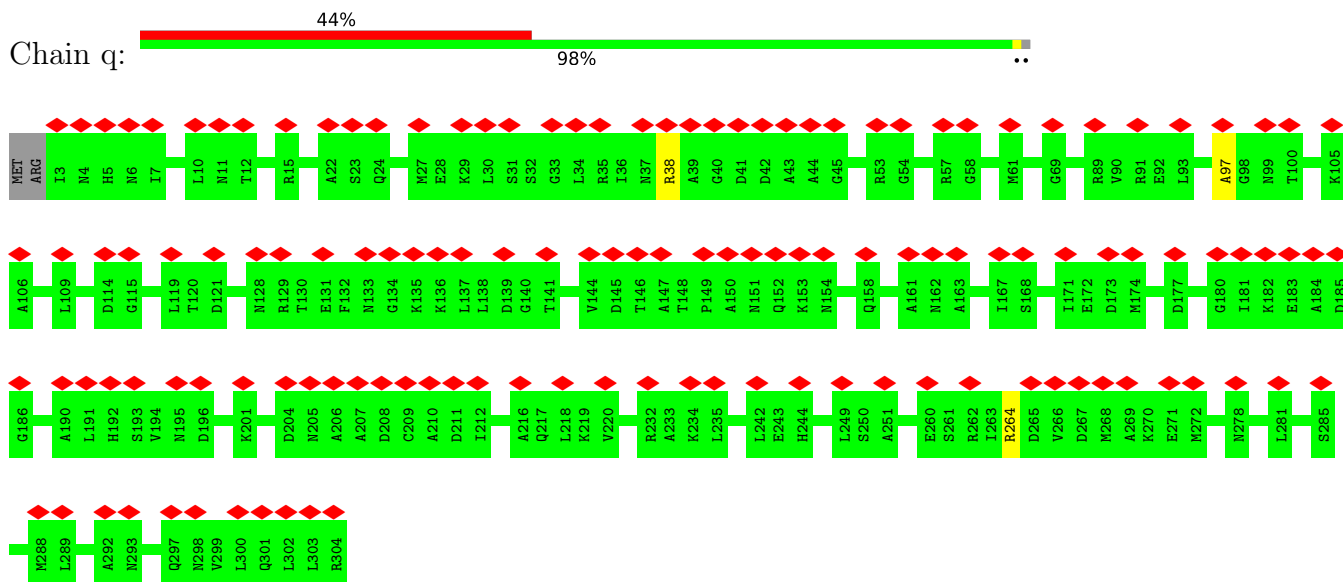 44%
Chain q:
98%
MET ARG I3 N4 H5 N6 I7 L10 N11 T12 R15 A22 S23 Q24 M27 E28 K29 L30 S31 S32 G33 L34 R35 I36 N37 R38 A39 G40 D41 D42 A43 A44 G45 R53 G54 R57 G58 M61 G69 R89 V90 R91 E92 L93 A97 G98 N99 T100 K105
A106 L109 D114 G115 L119 T120 D121 N128 R129 T130 E131 F132 N133 G134 K135 K136 L137 L138 D139 G140 T141 V144 D145 T146 A147 T148 P149 A150 N151 Q152 K153 N154 Q158 A161 N162 A163 I167 S168 I171 E172 D173 M174 D177 G180 I181 K182 E183 A184 D185
G186 A190 L191 H192 S193 V194 N195 D196 K201 D204 N205 A206 A207 D208 C209 A210 D211 I212 A216 Q217 L218 K219 V220 R232 A233 K234 L235 L242 E243 H244 L249 S250 A251 E260 S261 R262 I263 R264 D265 V266 D267 M268 A269 K270 E271 M272 N278 L281 S285
M288 L289 A292 N293 Q297 N298 V299 L300 Q301 L302 L303 R304